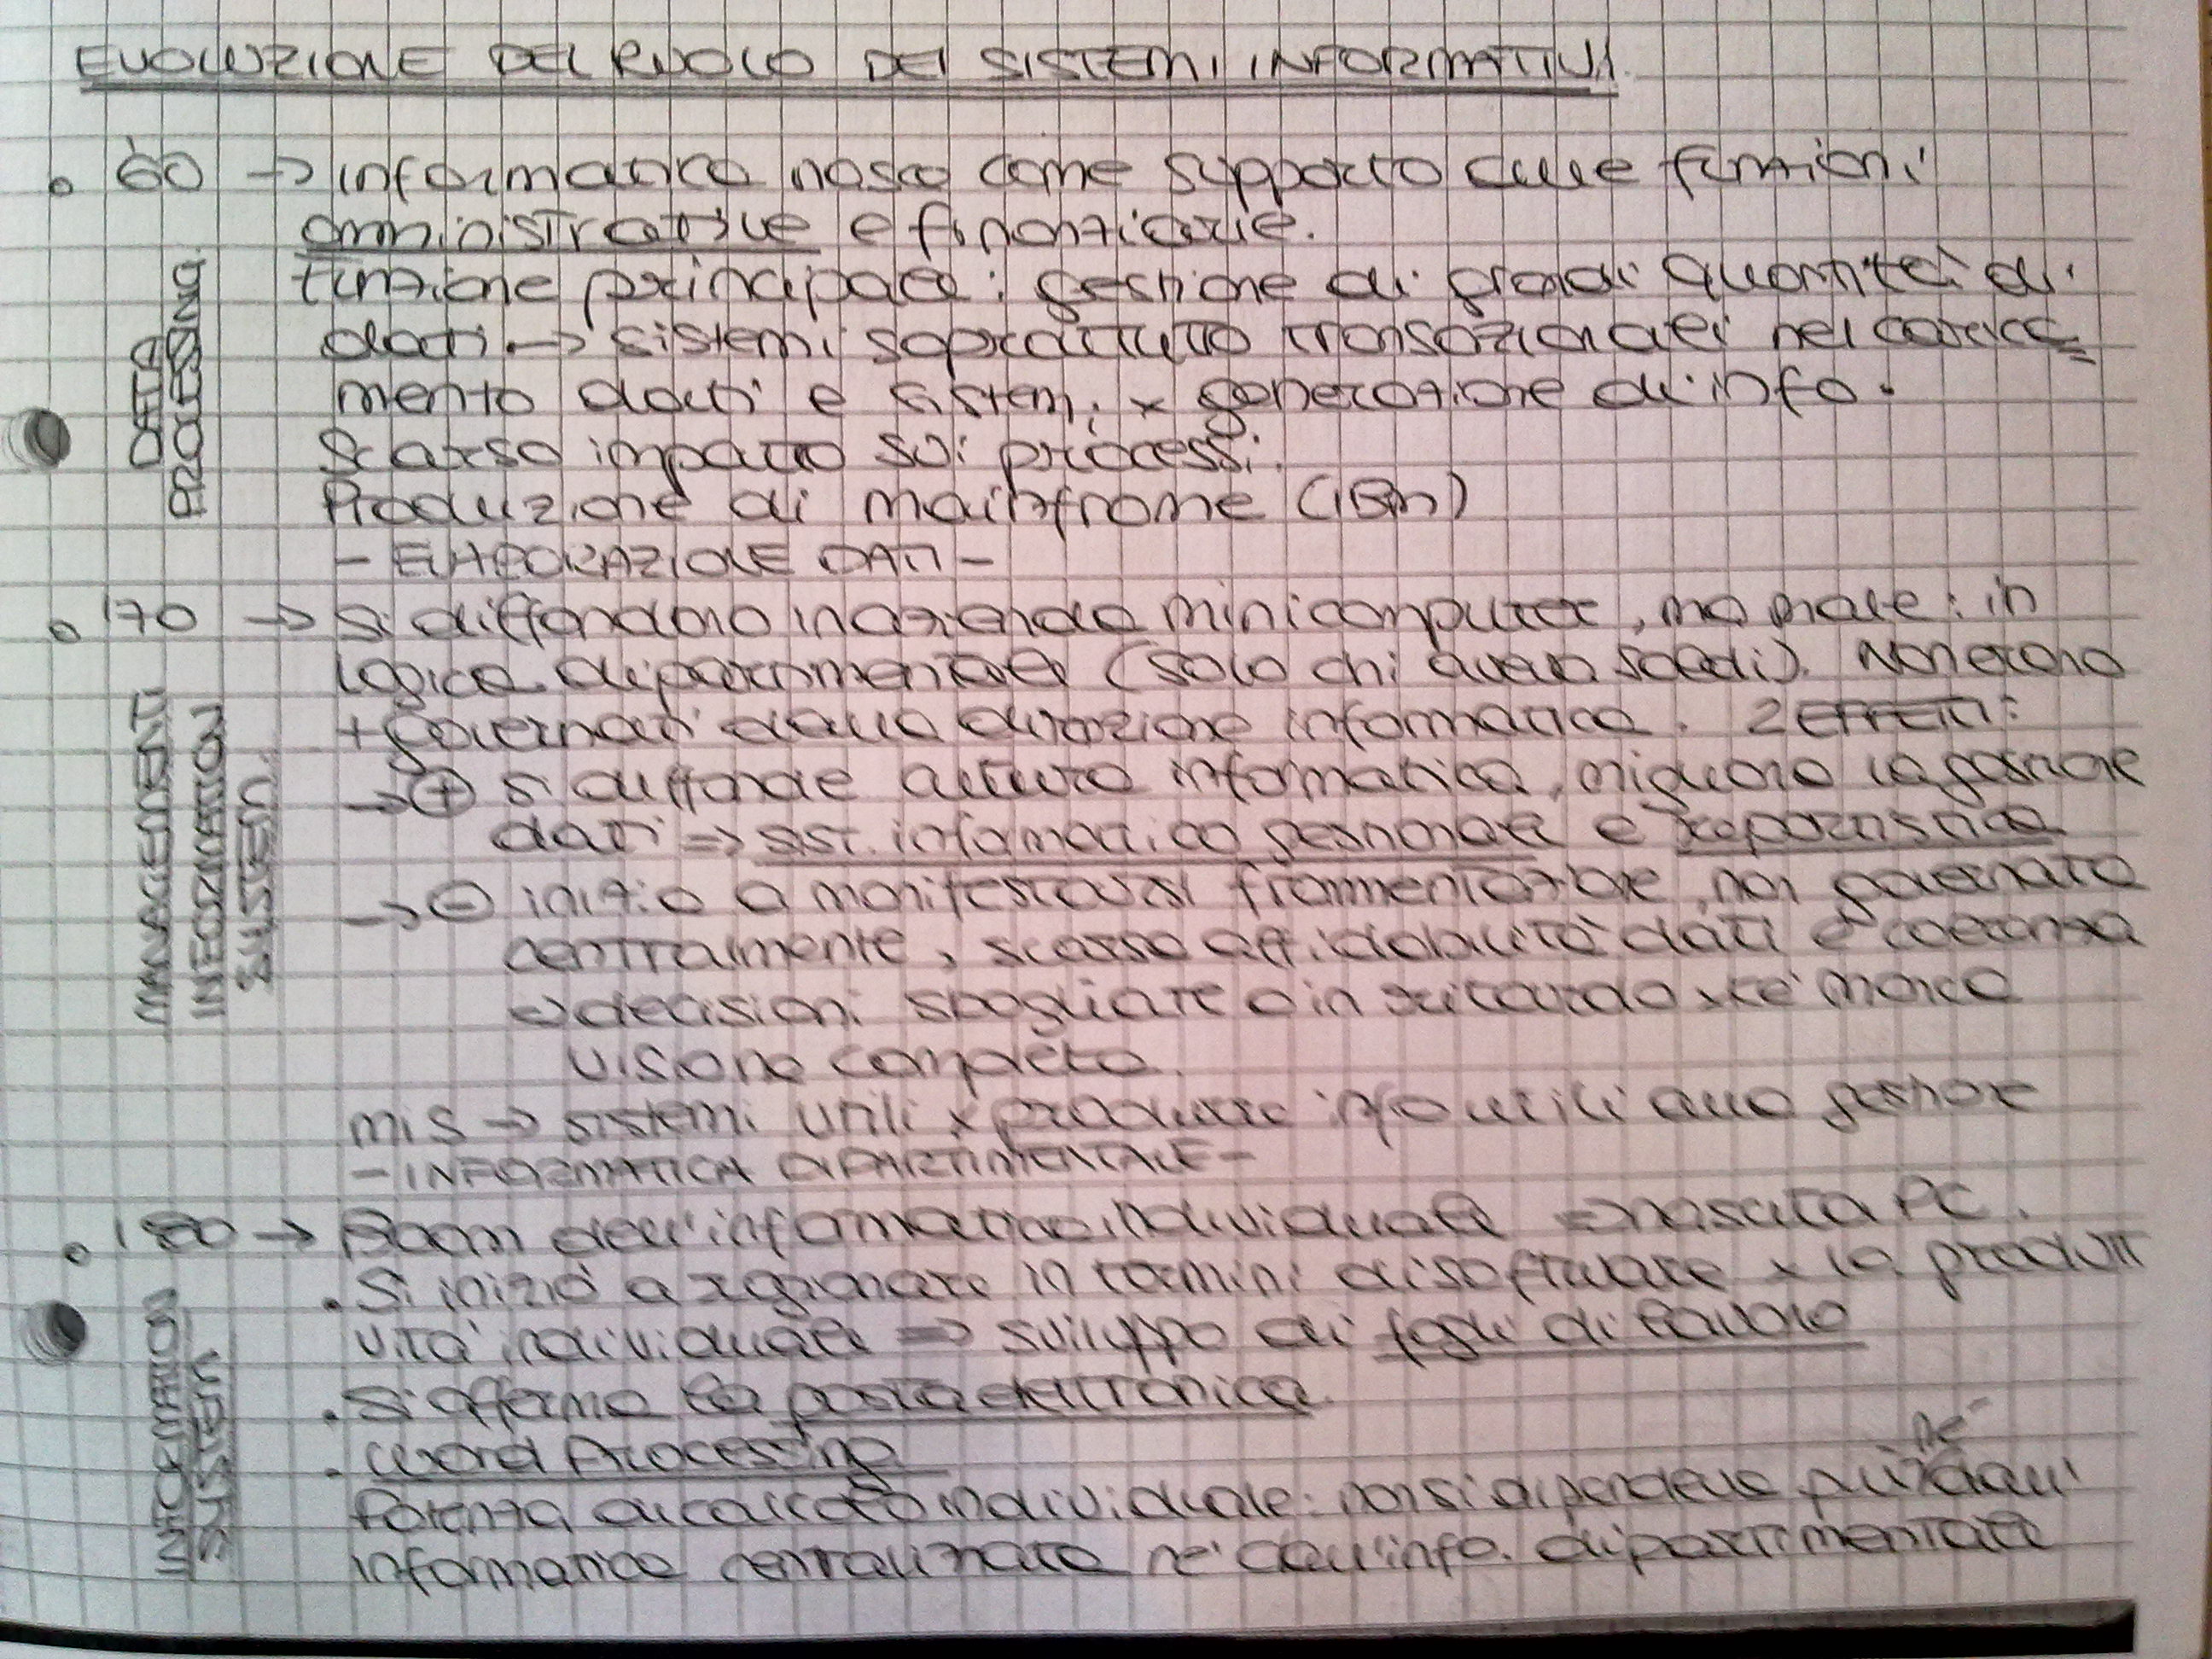 EVOLUZIONE DEL RUOLO DEI SISTEMI INFORMATIVI.
• '60 → informatica nasce come supporto alle funzioni
amministrative e finanziarie.
funzione principale: gestione di grandi quantità di
dati. → sistemi soprattutto transazionali nel carica=
mento dati e sistemi x generazione di info.
Scarso impatto sui processi.
Produzione di mainframe (IBM)
- ELABORAZIONE DATI -
DATA
PROCESSING.
• '70 → Si diffondono in azienda minicomputer, ma male: in
logica dipartimentale (solo chi aveva soldi). Non erano
+ governati dalla direzione informatica. 2 EFFETTI:
→ ⊕ si diffonde cultura informatica, migliora la gestione
dati ⇒ sist. informatico gestionale e reportistica
→ ⊖ inizia a manifestarsi frammentazione, non governata
centralmente, scarsa affidabilità dati e coerenza
⇒ decisioni sbagliate o in ritardo xkè manca
visione completa.
MIS → sistemi utili x produrre info utili alla gestione
- INFORMATICA DIPARTIMENTALE -
MANAGEMENT
INFORMATION
SYSTEM.
• '80 → Boom dell'informatica individuale ⇒ nascita PC.
• Si iniziò a ragionare in termini di software x la produtti
vità individuale ⇒ sviluppo di fogli di lavoro
• Si afferma la posta elettronica.
• Word Processing
né
Potenza di calcolo individuale: non si dipendeva più dall'
informatica centralizzata né dall'info. dipartimentale
INFORMATION
SYSTEM